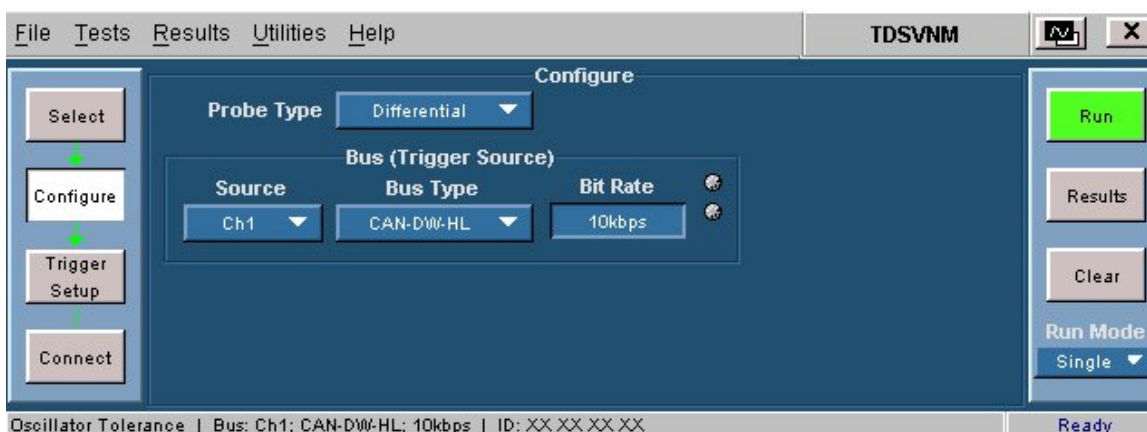 File Tests Results Utilities Help TDSVNM X
Configure
Select
Probe Type Differential
Run
Bus (Trigger Source)
Configure
Source Bus Type Bit Rate
Ch1 CAN-DW-HL 10kbps
Results
Trigger
Setup
Clear
Connect
Run Mode
Single
Oscillator Tolerance | Bus: Ch1: CAN-DW-HL: 10kbps | ID: XX XX XX XX Ready